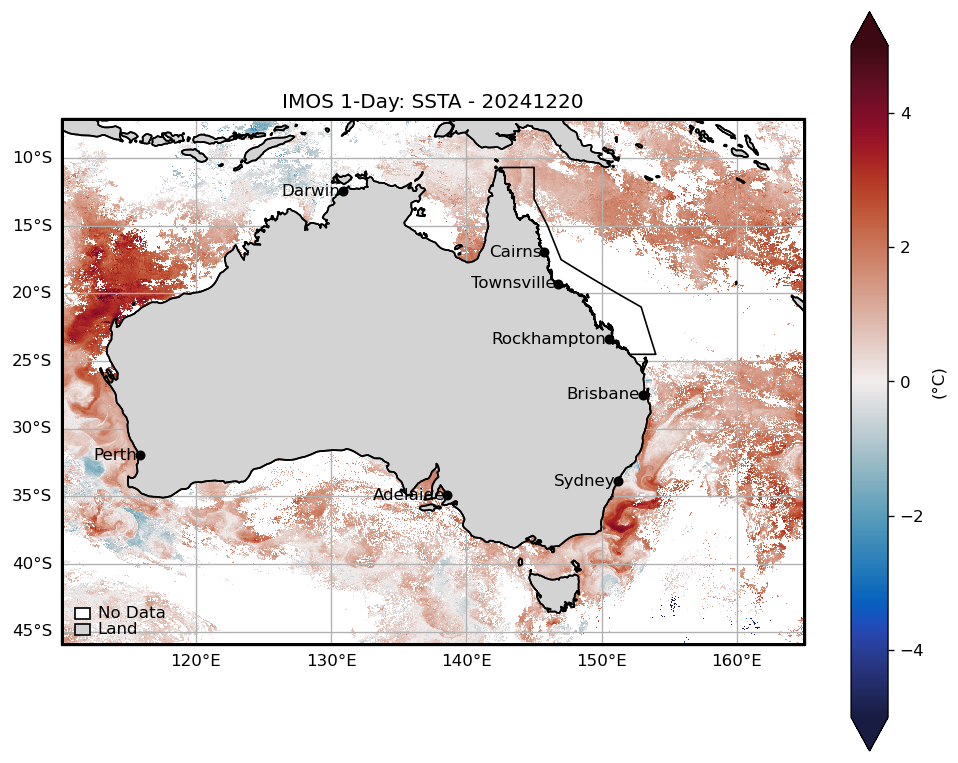 IMOS 1-Day: SSTA - 20241220
10°S
15°S
20°S
25°S
30°S
35°S
40°S
45°S
Darwin
Cairns
Townsville
Rockhampton
Brisbane
Perth
Sydney
Adelaide
No Data
Land
120°E 130°E 140°E 150°E 160°E
4
2
0
−2
−4
(°C)